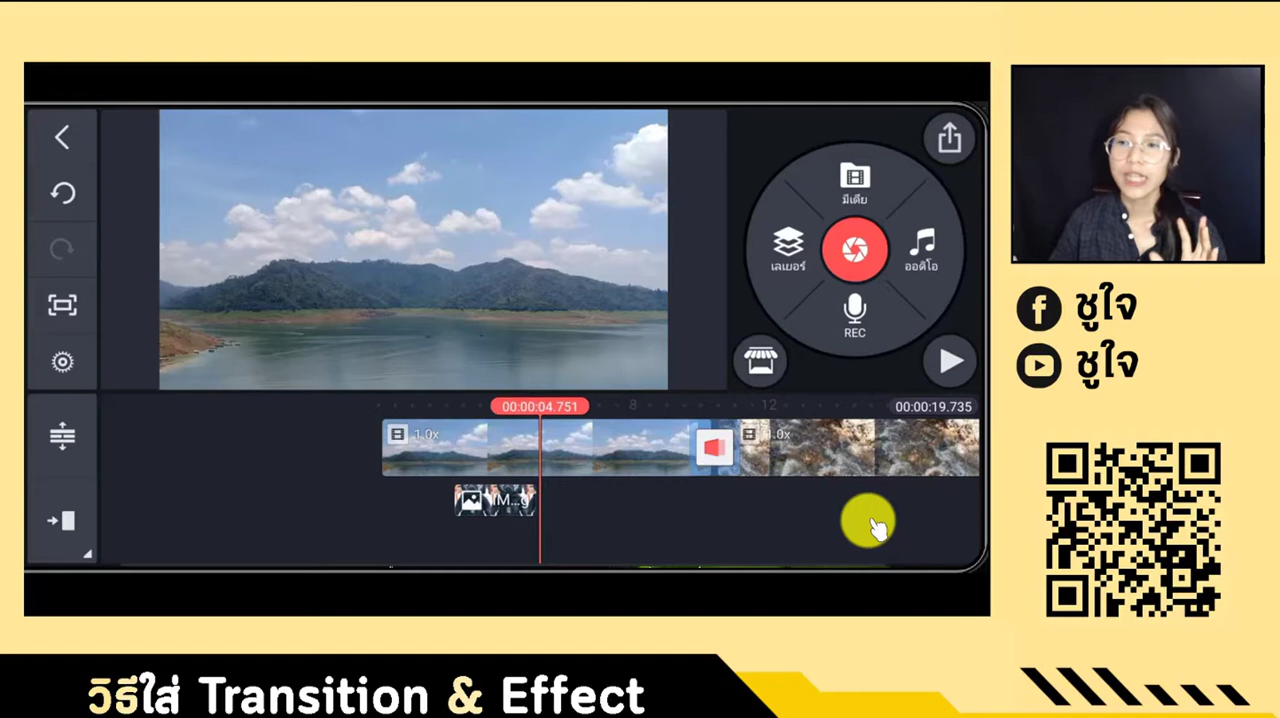 มีเดีย
เลเยอร์
ออดิโอ
REC
00:00:04.751
8
12
00:00:19.735
1.0x
1.0x
IM...g
ชูใจ
ชูใจ
วิธีใส่ Transition & Effect